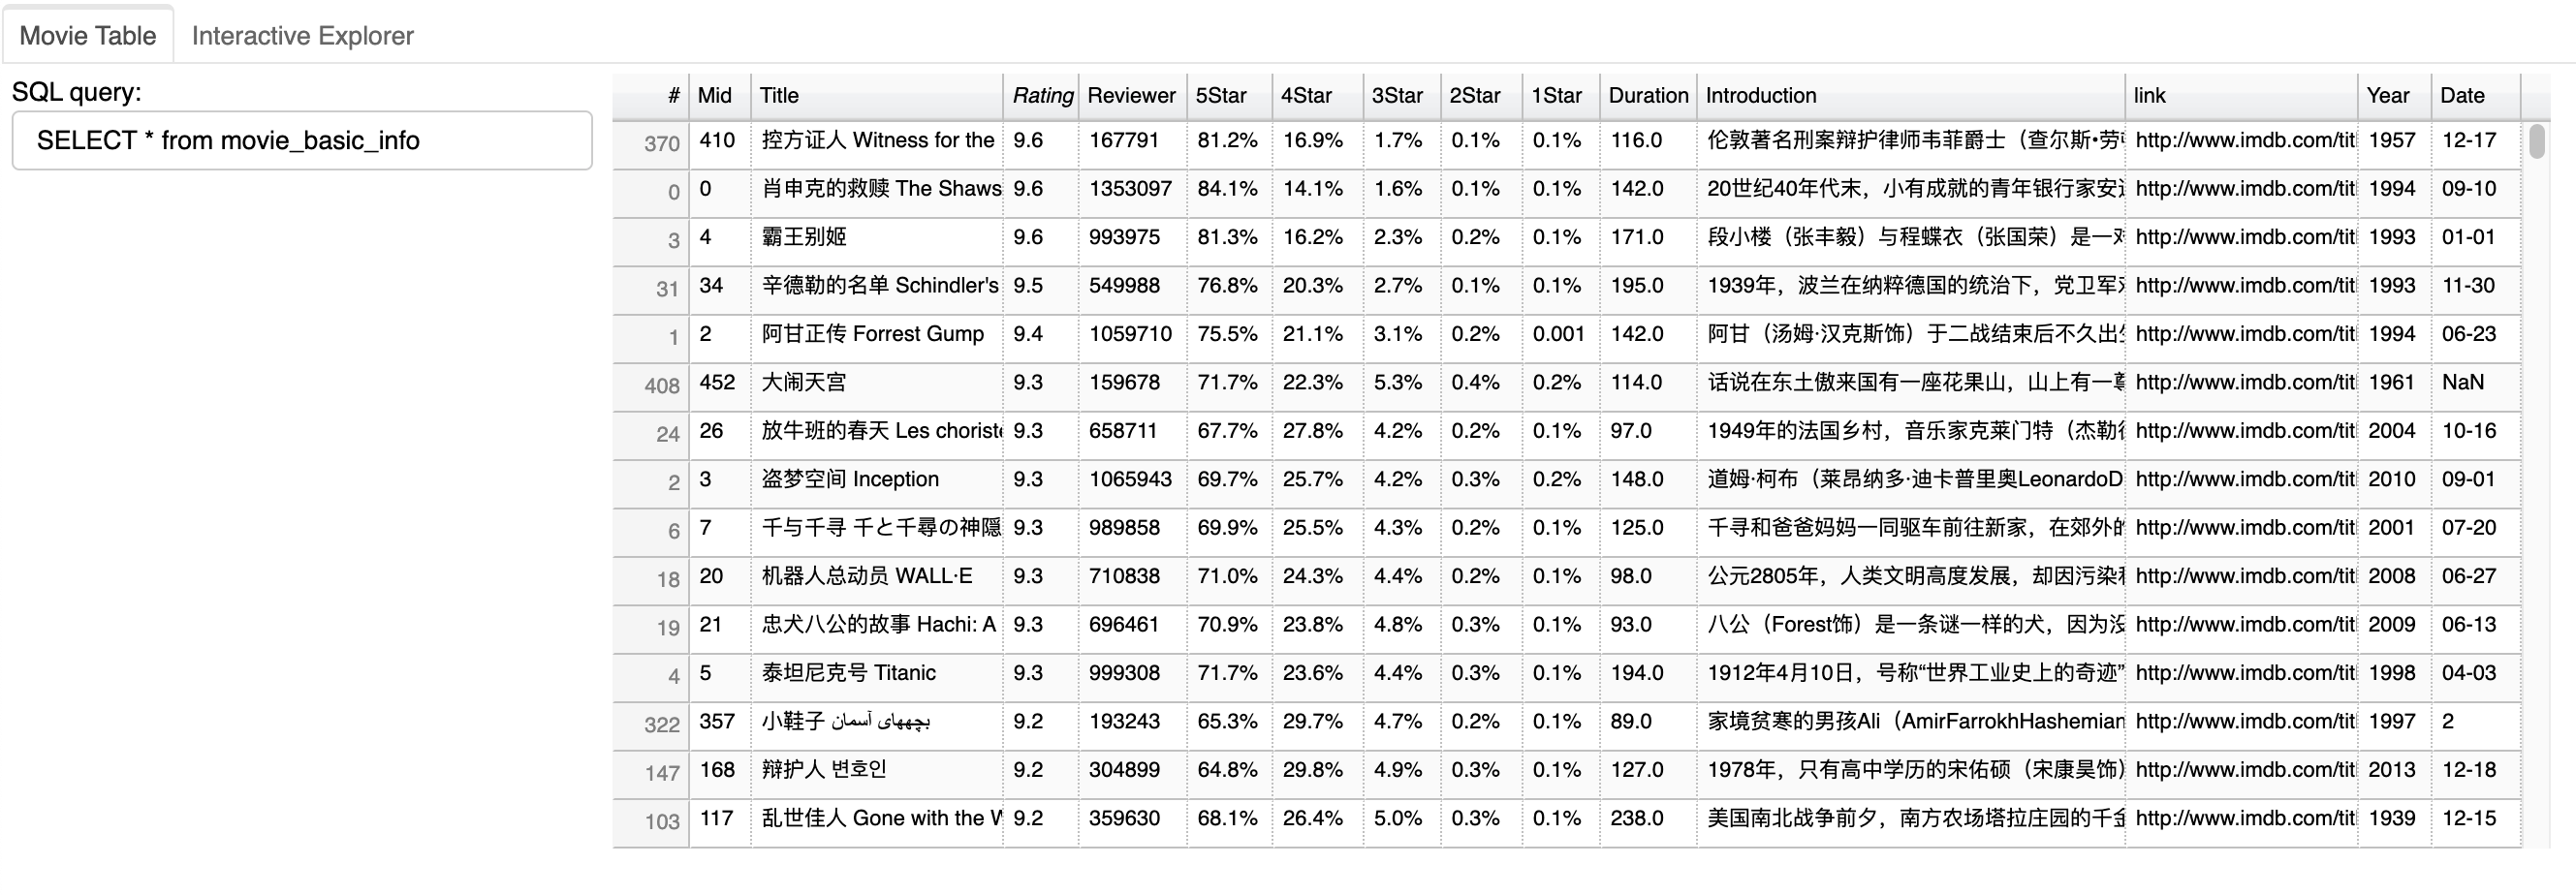 Movie Table Interactive Explorer
SQL query:
SELECT * from movie_basic_info
# Mid Title Rating Reviewer 5Star 4Star 3Star 2Star 1Star Duration Introduction link Year Date
370 410 控方证人 Witness for the 9.6 167791 81.2% 16.9% 1.7% 0.1% 0.1% 116.0 伦敦著名刑案辩护律师韦菲爵士（查尔斯•劳 http://www.imdb.com/tit 1957 12-17
0 0 肖申克的救赎 The Shaws 9.6 1353097 84.1% 14.1% 1.6% 0.1% 0.1% 142.0 20世纪40年代末，小有成就的青年银行家安 http://www.imdb.com/tit 1994 09-10
3 4 霸王别姬 9.6 993975 81.3% 16.2% 2.3% 0.2% 0.1% 171.0 段小楼（张丰毅）与程蝶衣（张国荣）是一 http://www.imdb.com/tit 1993 01-01
31 34 辛德勒的名单 Schindler's 9.5 549988 76.8% 20.3% 2.7% 0.1% 0.1% 195.0 1939年，波兰在纳粹德国的统治下，党卫军 http://www.imdb.com/tit 1993 11-30
1 2 阿甘正传 Forrest Gump 9.4 1059710 75.5% 21.1% 3.1% 0.2% 0.001 142.0 阿甘（汤姆·汉克斯饰）于二战结束后不久出 http://www.imdb.com/tit 1994 06-23
408 452 大闹天宫 9.3 159678 71.7% 22.3% 5.3% 0.4% 0.2% 114.0 话说在东土傲来国有一座花果山，山上有一 http://www.imdb.com/tit 1961 NaN
24 26 放牛班的春天 Les choriste 9.3 658711 67.7% 27.8% 4.2% 0.2% 0.1% 97.0 1949年的法国乡村，音乐家克莱门特（杰勒 http://www.imdb.com/tit 2004 10-16
2 3 盗梦空间 Inception 9.3 1065943 69.7% 25.7% 4.2% 0.3% 0.2% 148.0 道姆·柯布（莱昂纳多·迪卡普里奥LeonardoD http://www.imdb.com/tit 2010 09-01
6 7 千与千寻 千と千尋の神隠 9.3 989858 69.9% 25.5% 4.3% 0.2% 0.1% 125.0 千寻和爸爸妈妈一同驱车前往新家，在郊外的 http://www.imdb.com/tit 2001 07-20
18 20 机器人总动员 WALL·E 9.3 710838 71.0% 24.3% 4.4% 0.2% 0.1% 98.0 公元2805年，人类文明高度发展，却因污染 http://www.imdb.com/tit 2008 06-27
19 21 忠犬八公的故事 Hachi: A 9.3 696461 70.9% 23.8% 4.8% 0.3% 0.1% 93.0 八公（Forest饰）是一条谜一样的犬，因为没 http://www.imdb.com/tit 2009 06-13
4 5 泰坦尼克号 Titanic 9.3 999308 71.7% 23.6% 4.4% 0.3% 0.1% 194.0 1912年4月10日，号称“世界工业史上的奇迹” http://www.imdb.com/tit 1998 04-03
322 357 小鞋子 بچههای آسمان 9.2 193243 65.3% 29.7% 4.7% 0.2% 0.1% 89.0 家境贫寒的男孩Ali（AmirFarrokhHashemian http://www.imdb.com/tit 1997 2
147 168 辩护人 변호인 9.2 304899 64.8% 29.8% 4.9% 0.3% 0.1% 127.0 1978年，只有高中学历的宋佑硕（宋康昊饰） http://www.imdb.com/tit 2013 12-18
103 117 乱世佳人 Gone with the W 9.2 359630 68.1% 26.4% 5.0% 0.3% 0.1% 238.0 美国南北战争前夕，南方农场塔拉庄园的千金 http://www.imdb.com/tit 1939 12-15